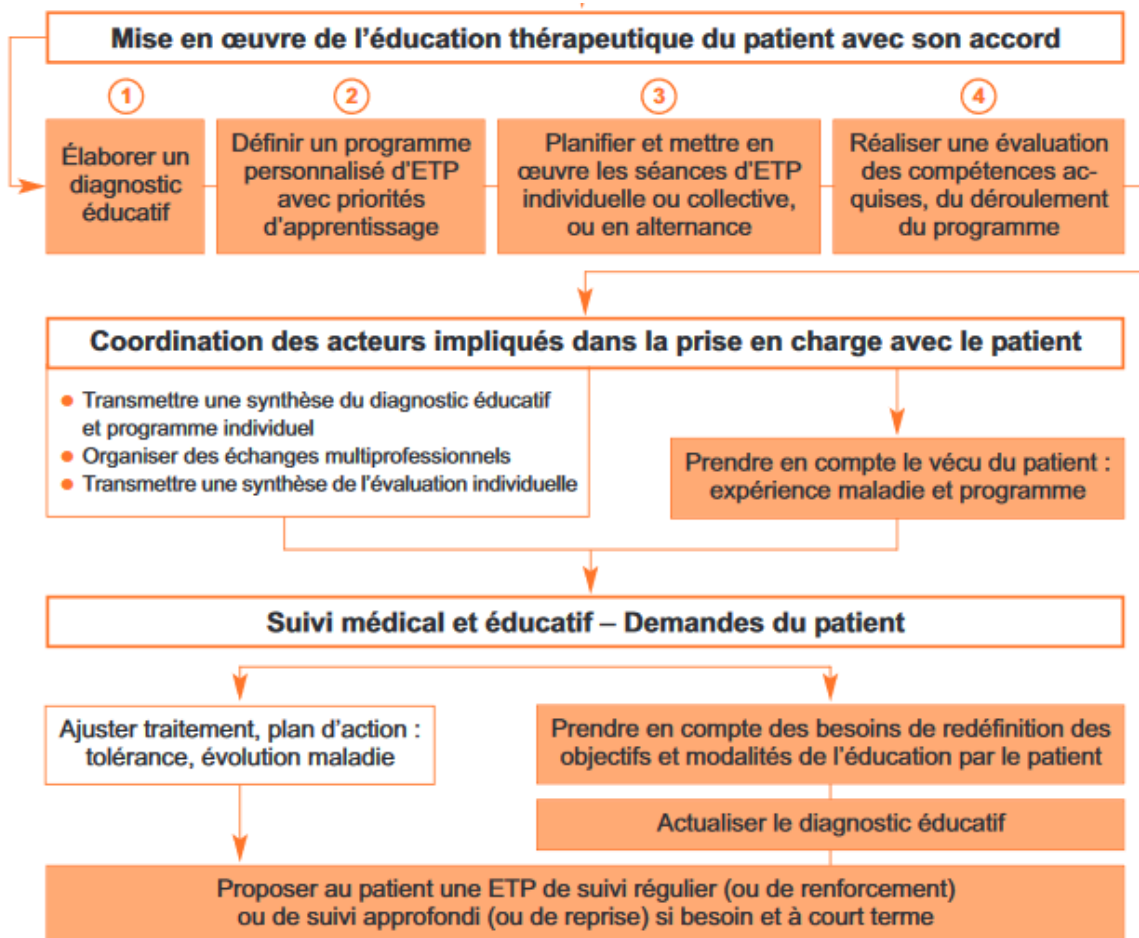 Mise en œuvre de l’éducation thérapeutique du patient avec son accord
1
2
3
4
Élaborer un
diagnostic
éducatif
Définir un programme
personnalisé d’ETP
avec priorités
d’apprentissage
Planifier et mettre en
œuvre les séances d’ETP
individuelle ou collective,
ou en alternance
Réaliser une évaluation
des compétences ac-
quises, du déroulement
du programme
Coordination des acteurs impliqués dans la prise en charge avec le patient
● Transmettre une synthèse du diagnostic éducatif
et programme individuel
● Organiser des échanges multiprofessionnels
● Transmettre une synthèse de l’évaluation individuelle
Prendre en compte le vécu du patient :
expérience maladie et programme
Suivi médical et éducatif – Demandes du patient
Ajuster traitement, plan d’action :
tolérance, évolution maladie
Prendre en compte des besoins de redéfinition des
objectifs et modalités de l’éducation par le patient
Actualiser le diagnostic éducatif
Proposer au patient une ETP de suivi régulier (ou de renforcement)
ou de suivi approfondi (ou de reprise) si besoin et à court terme